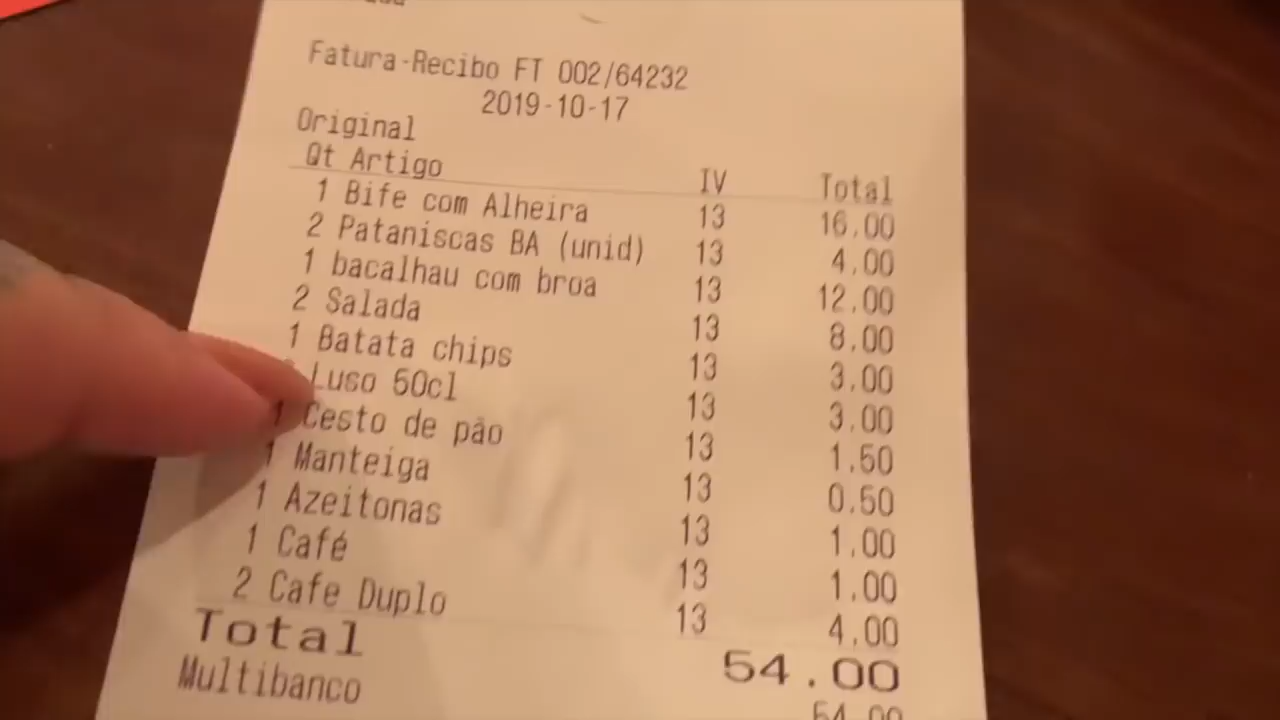 Fatura-Recibo FT 002/64232
2019-10-17
Original
Qt Artigo IV Total
1 Bife com Alheira 13 16,00
2 Pataniscas BA (unid) 13 4,00
1 bacalhau com broa 13 12,00
2 Salada 13 8,00
1 Batata chips 13 3,00
Luso 50cl 13 3,00
1 Cesto de pão 13 1,50
1 Manteiga 13 0,50
1 Azeitonas 13 1,00
1 Café 13 1,00
2 Cafe Duplo 13 4,00
Total 54.00
Multibanco 54,00